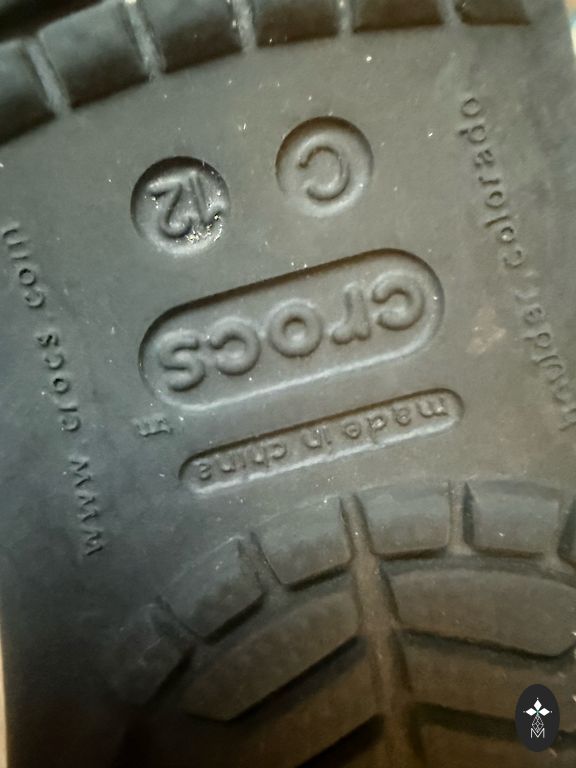 made in china
crocs
TM
C
12
boulder, colorado
www.crocs.com